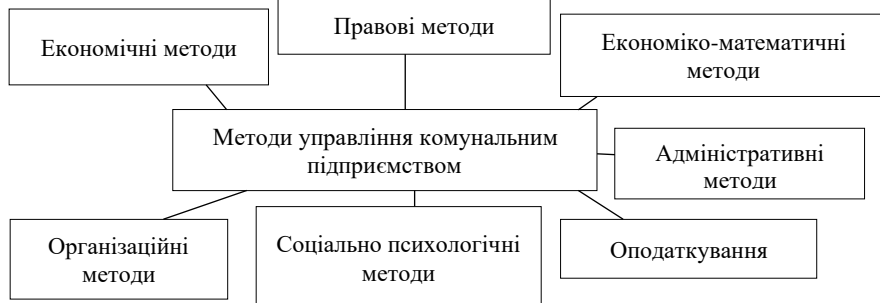 Правові методи
Економічні методи
Економіко-математичні
методи
Методи управління комунальним
підприємством
Адміністративні
методи
Організаційні
методи
Соціально психологічні
методи
Оподаткування